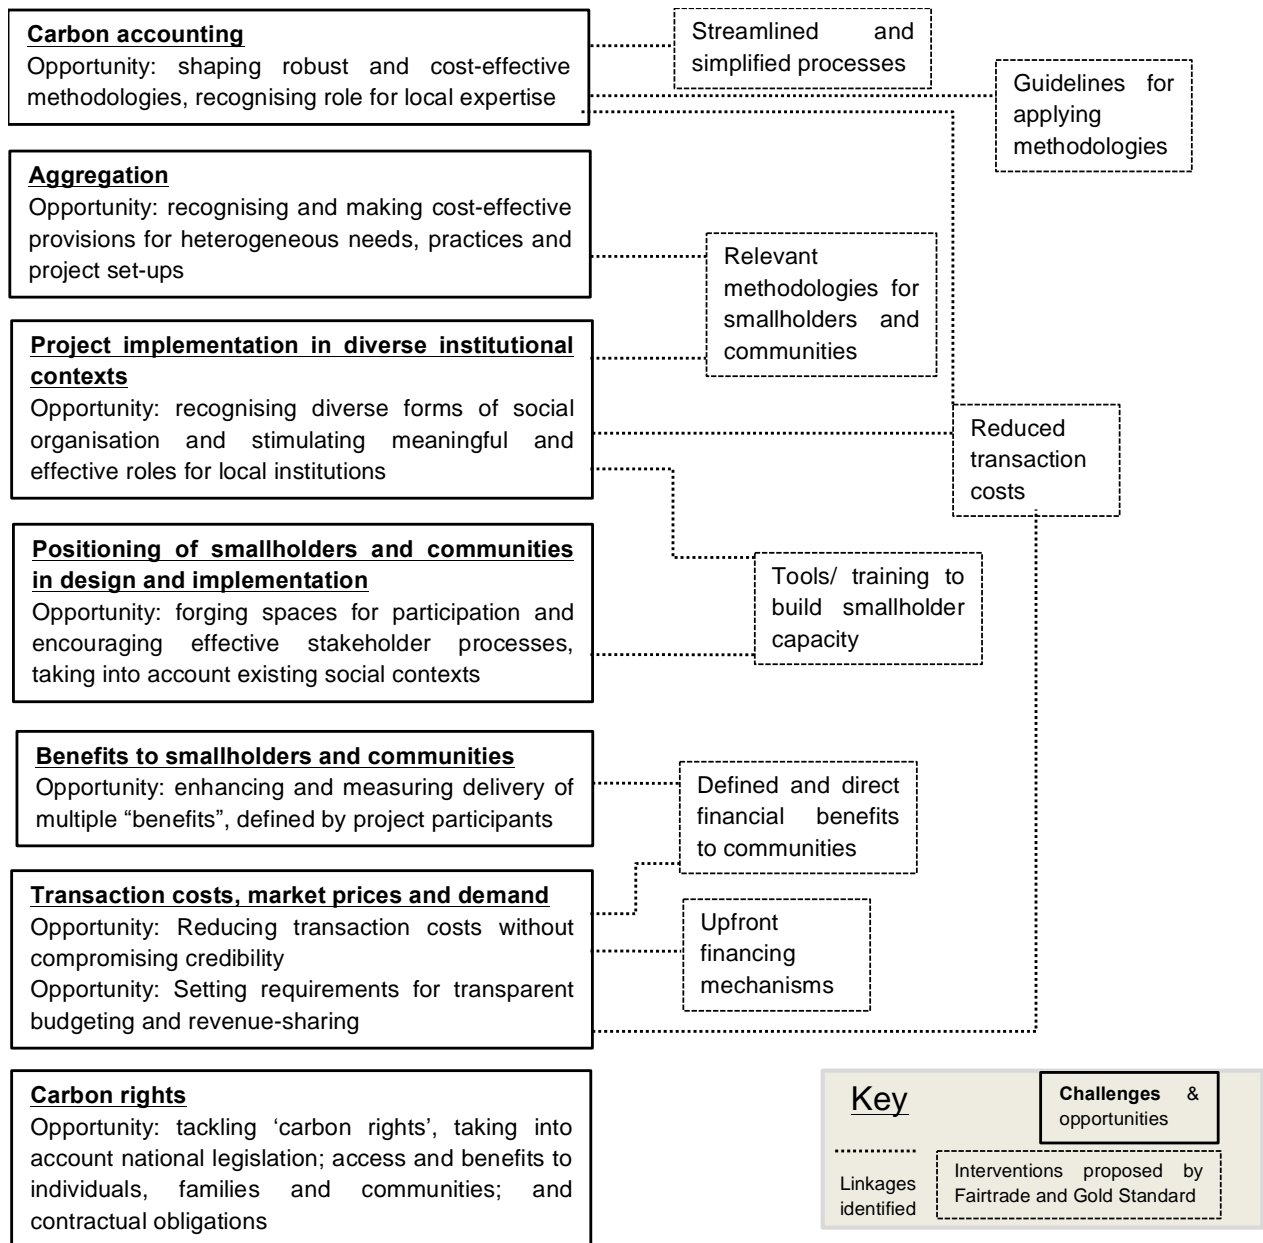 Carbon accounting
Opportunity: shaping robust and cost-effective
methodologies, recognising role for local expertise
Streamlined and
simplified processes
Guidelines for
applying
methodologies
Aggregation
Opportunity: recognising and making cost-effective
provisions for heterogeneous needs, practices and
project set-ups
Relevant
methodologies for
smallholders and
communities
Project implementation in diverse institutional
contexts
Opportunity: recognising diverse forms of social
organisation and stimulating meaningful and
effective roles for local institutions
Reduced
transaction
costs
Positioning of smallholders and communities
in design and implementation
Opportunity: forging spaces for participation and
encouraging effective stakeholder processes,
taking into account existing social contexts
Tools/ training to
build smallholder
capacity
Benefits to smallholders and communities
Opportunity: enhancing and measuring delivery of
multiple “benefits”, defined by project participants
Defined and direct
financial benefits
to communities
Transaction costs, market prices and demand
Opportunity: Reducing transaction costs without
compromising credibility
Opportunity: Setting requirements for transparent
budgeting and revenue-sharing
Upfront
financing
mechanisms
Carbon rights
Opportunity: tackling ‘carbon rights’, taking into
account national legislation; access and benefits to
individuals, families and communities; and
contractual obligations
Key
Challenges &
opportunities
Linkages
identified
Interventions proposed by
Fairtrade and Gold Standard